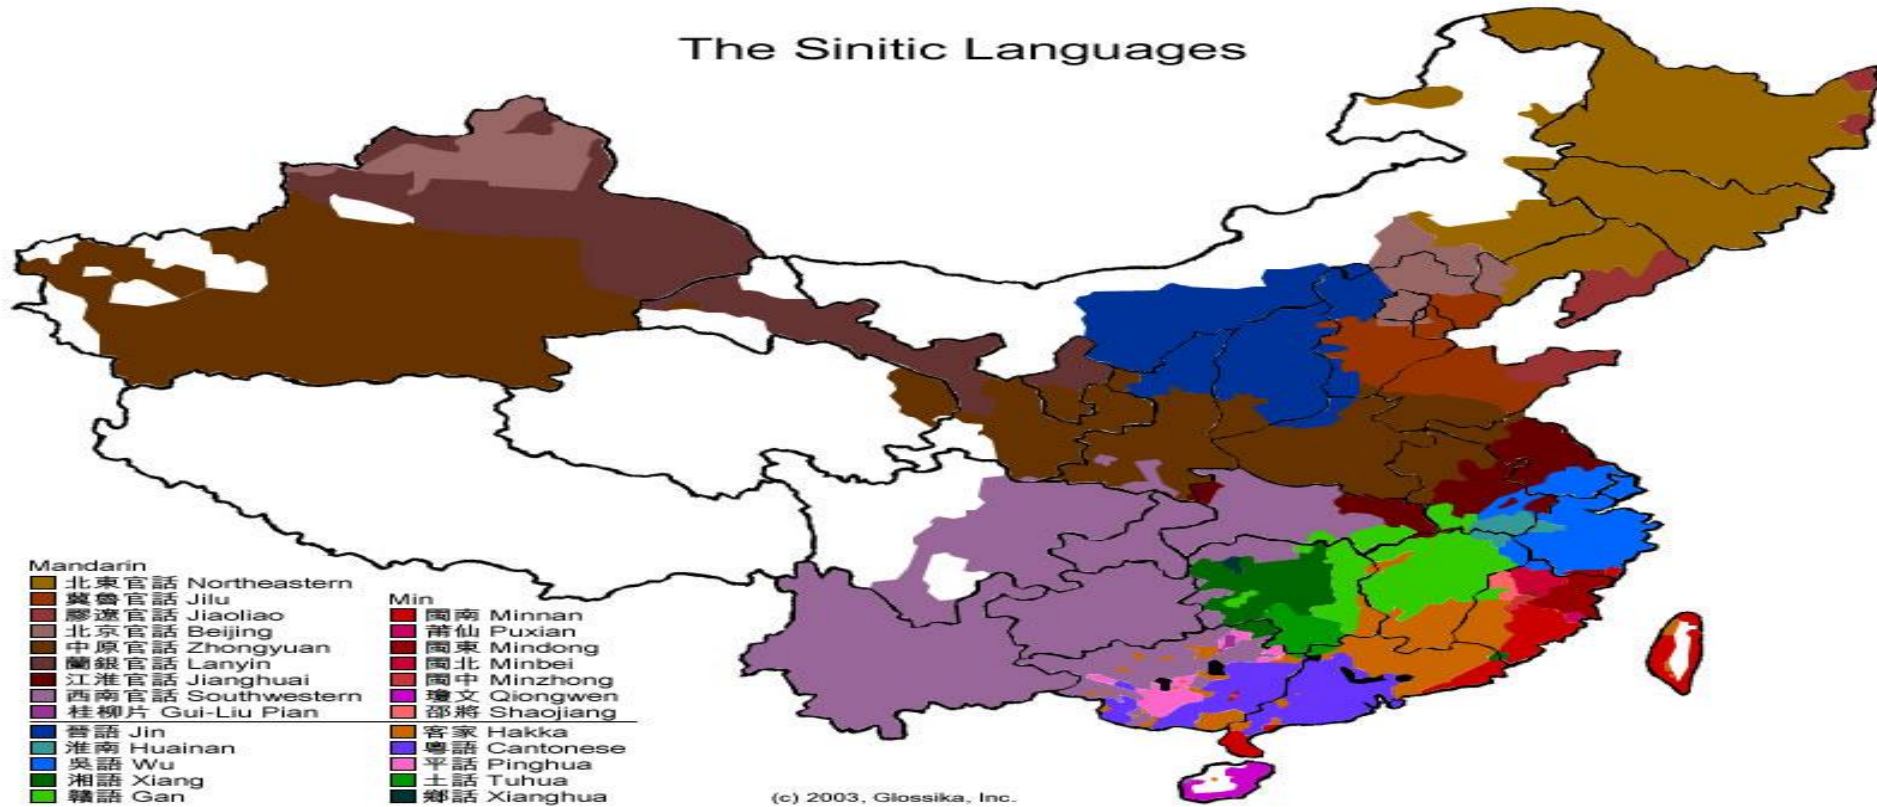 The Sinitic Languages
Mandarin
北東官話 Northeastern
冀魯官話 Jilu
膠遼官話 Jiaoliao
北京官話 Beijing
中原官話 Zhongyuan
蘭銀官話 Lanyin
江淮官話 Jianghuai
西南官話 Southwestern
桂柳片 Gui-Liu Pian
晉語 Jin
淮南 Huainan
吳語 Wu
湘語 Xiang
贛語 Gan
Min
閩南 Minnan
莆仙 Puxian
閩東 Mindong
閩北 Minbei
閩中 Minzhong
瓊文 Qiongwen
邵將 Shaojiang
客家 Hakka
粵語 Cantonese
平話 Pinghua
土話 Tuhua
鄉話 Xianghua
(c) 2003, Glossika, Inc.